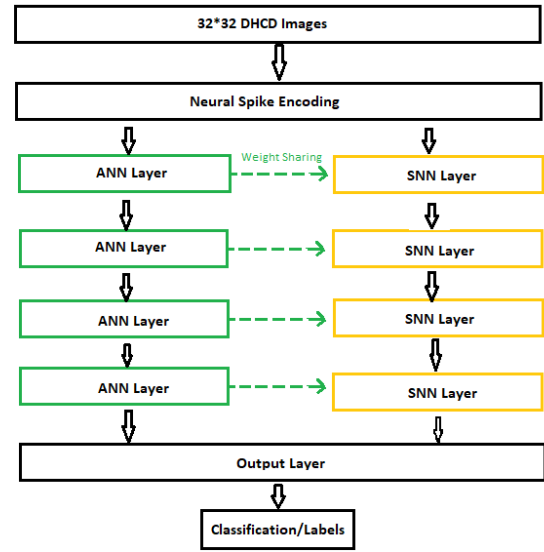 32*32 DHCD Images
Neural Spike Encoding
Weight Sharing
ANN Layer
SNN Layer
ANN Layer
SNN Layer
ANN Layer
SNN Layer
ANN Layer
SNN Layer
Output Layer
Classification/Labels